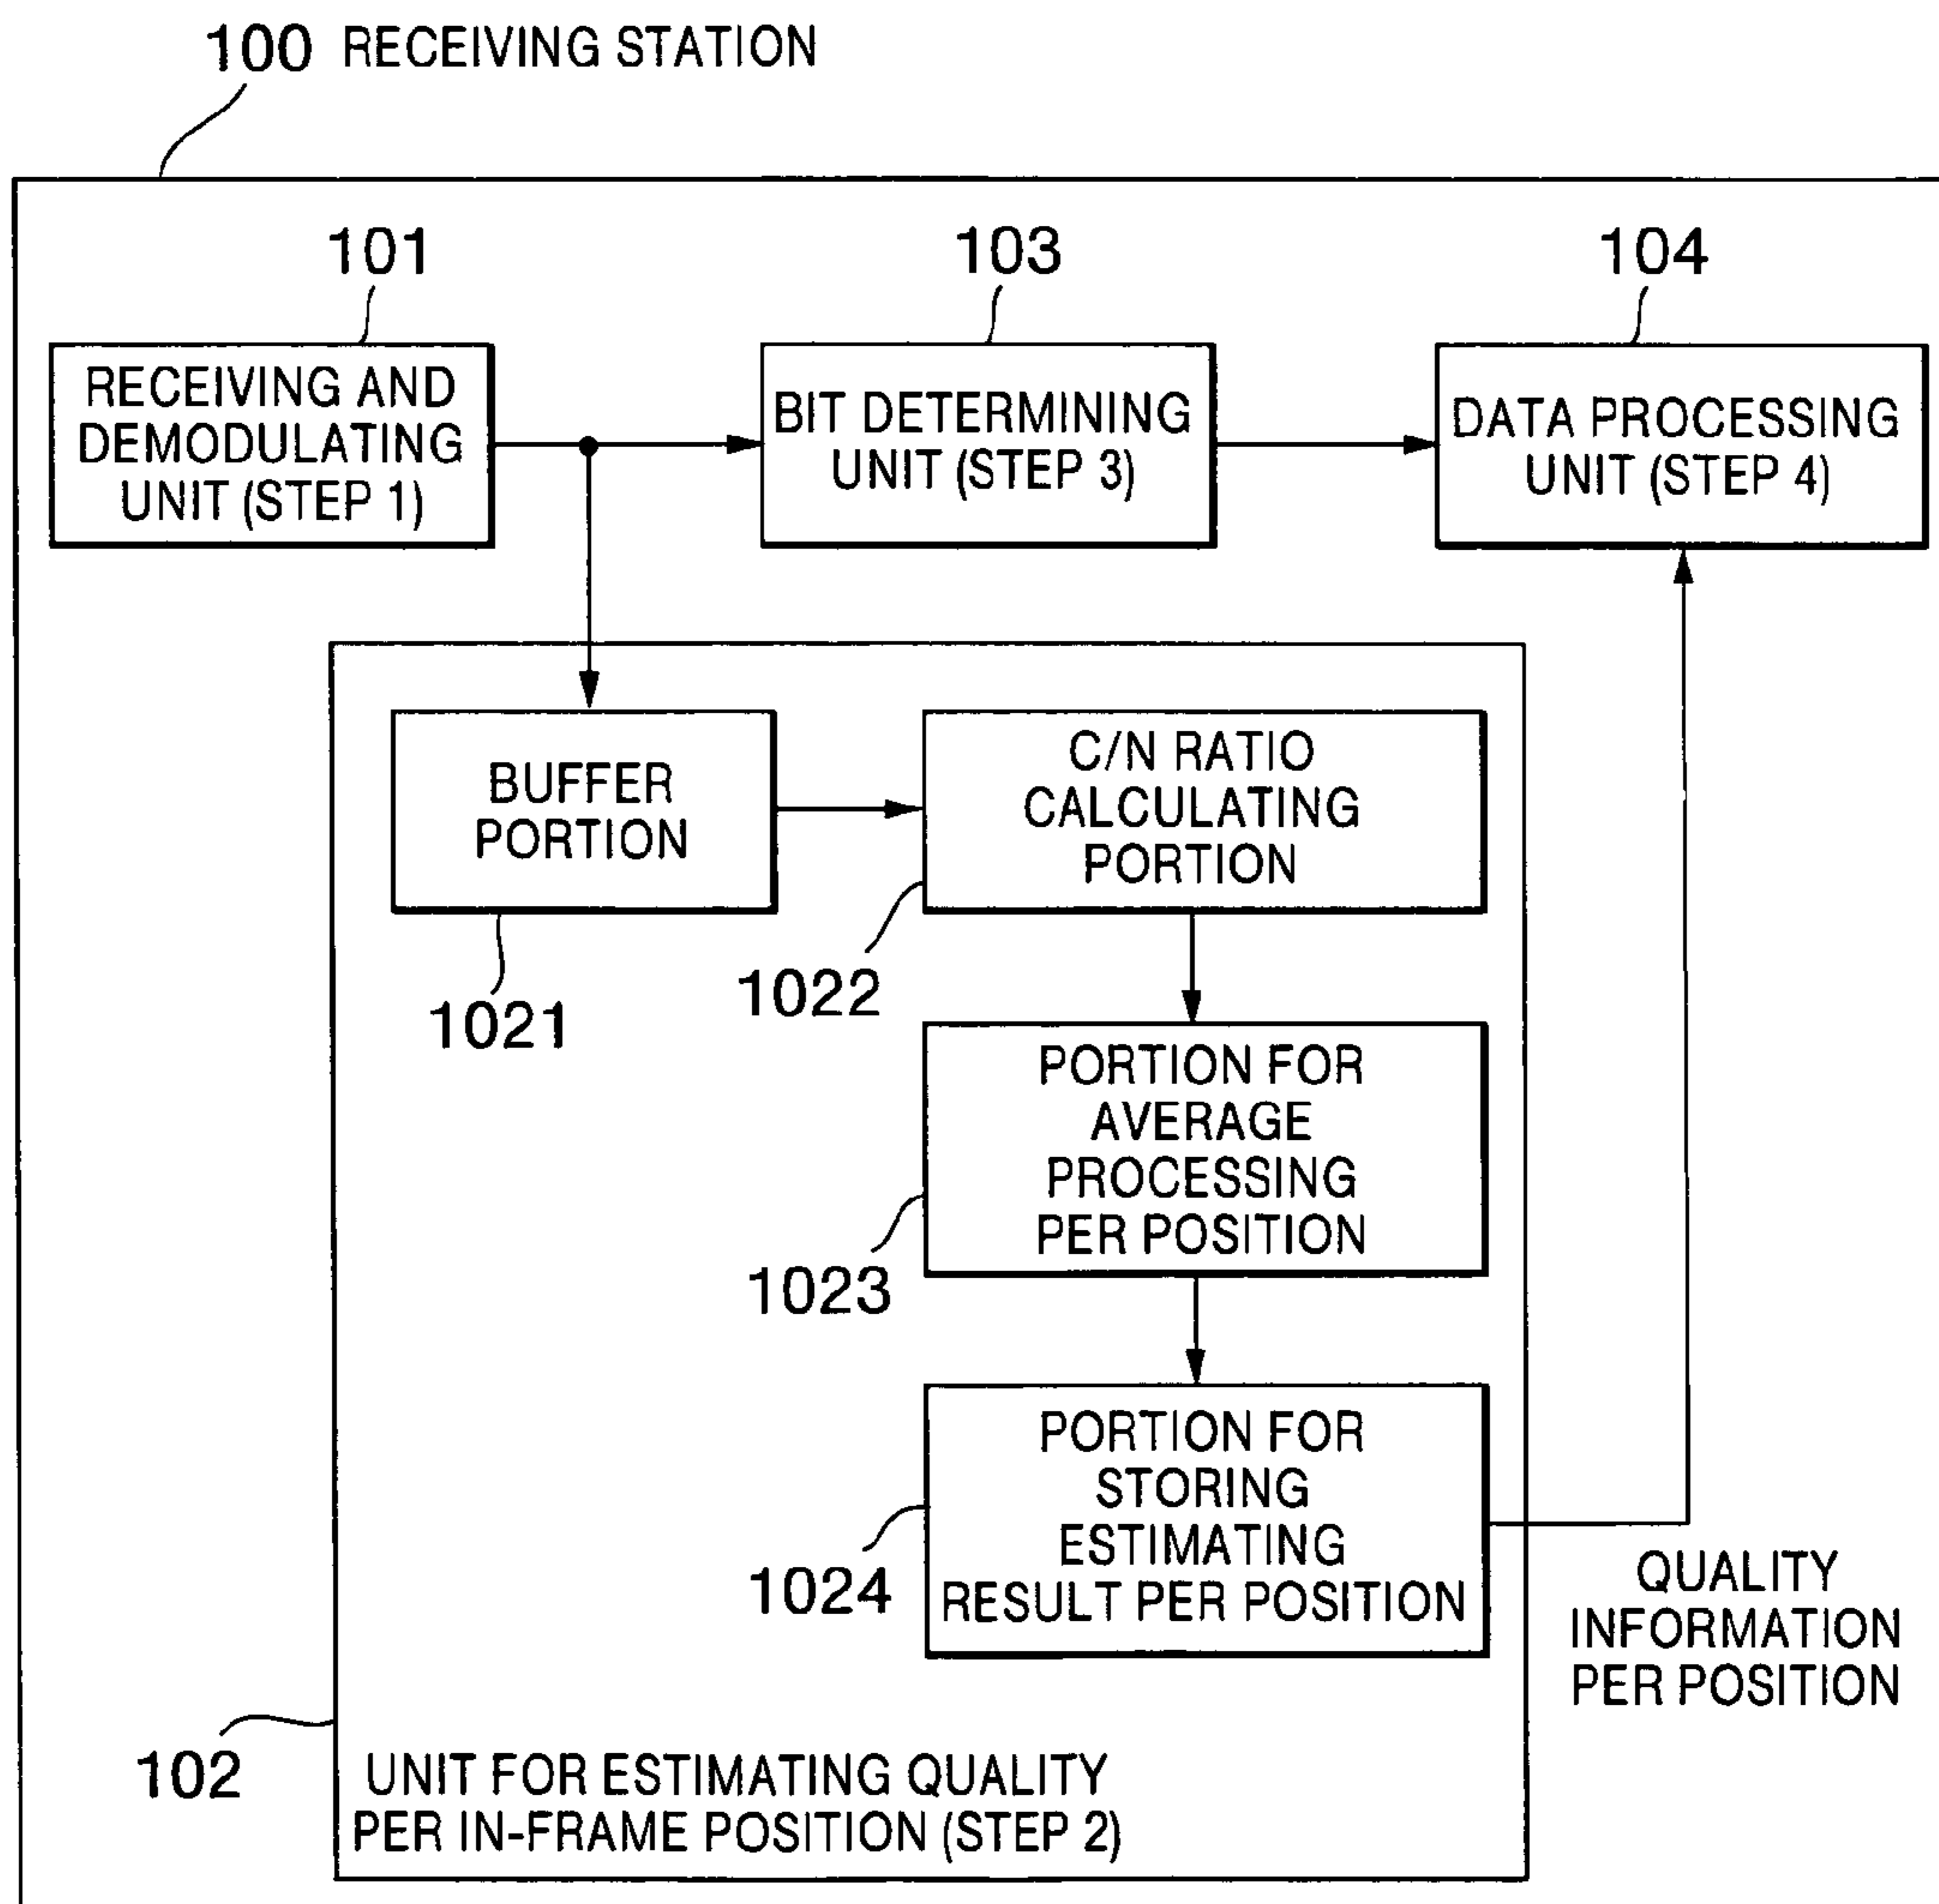 100 RECEIVING STATION
101
103
104
RECEIVING AND
DEMODULATING
UNIT (STEP 1)
BIT DETERMINING
UNIT (STEP 3)
DATA PROCESSING
UNIT (STEP 4)
BUFFER
PORTION
C/N RATIO
CALCULATING
PORTION
1021
1022
PORTION FOR
AVERAGE
PROCESSING
PER POSITION
1023
PORTION FOR
STORING
ESTIMATING
RESULT PER POSITION
1024
QUALITY
INFORMATION
PER POSITION
102
UNIT FOR ESTIMATING QUALITY
PER IN-FRAME POSITION (STEP 2)